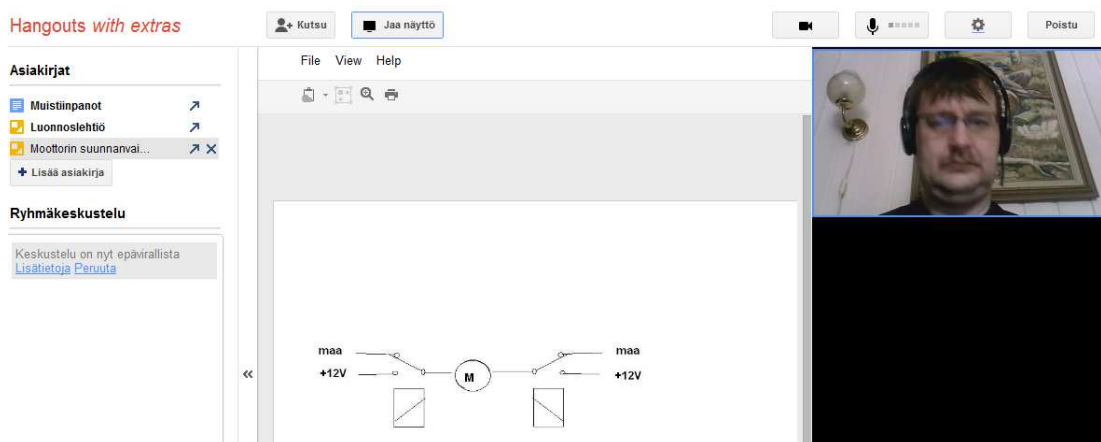 Hangouts with extras
Kutsu
Jaa näyttö
Poistu
Asiakirjat
Muistiinpanot
Luonnoslehtiö
Moottorin suunnanvai...
Lisää asiakirja
Ryhmäkeskustelu
Keskustelu on nyt epävirallista
Lisätietoja Peruuta
File View Help
maa
+12V
M
maa
+12V